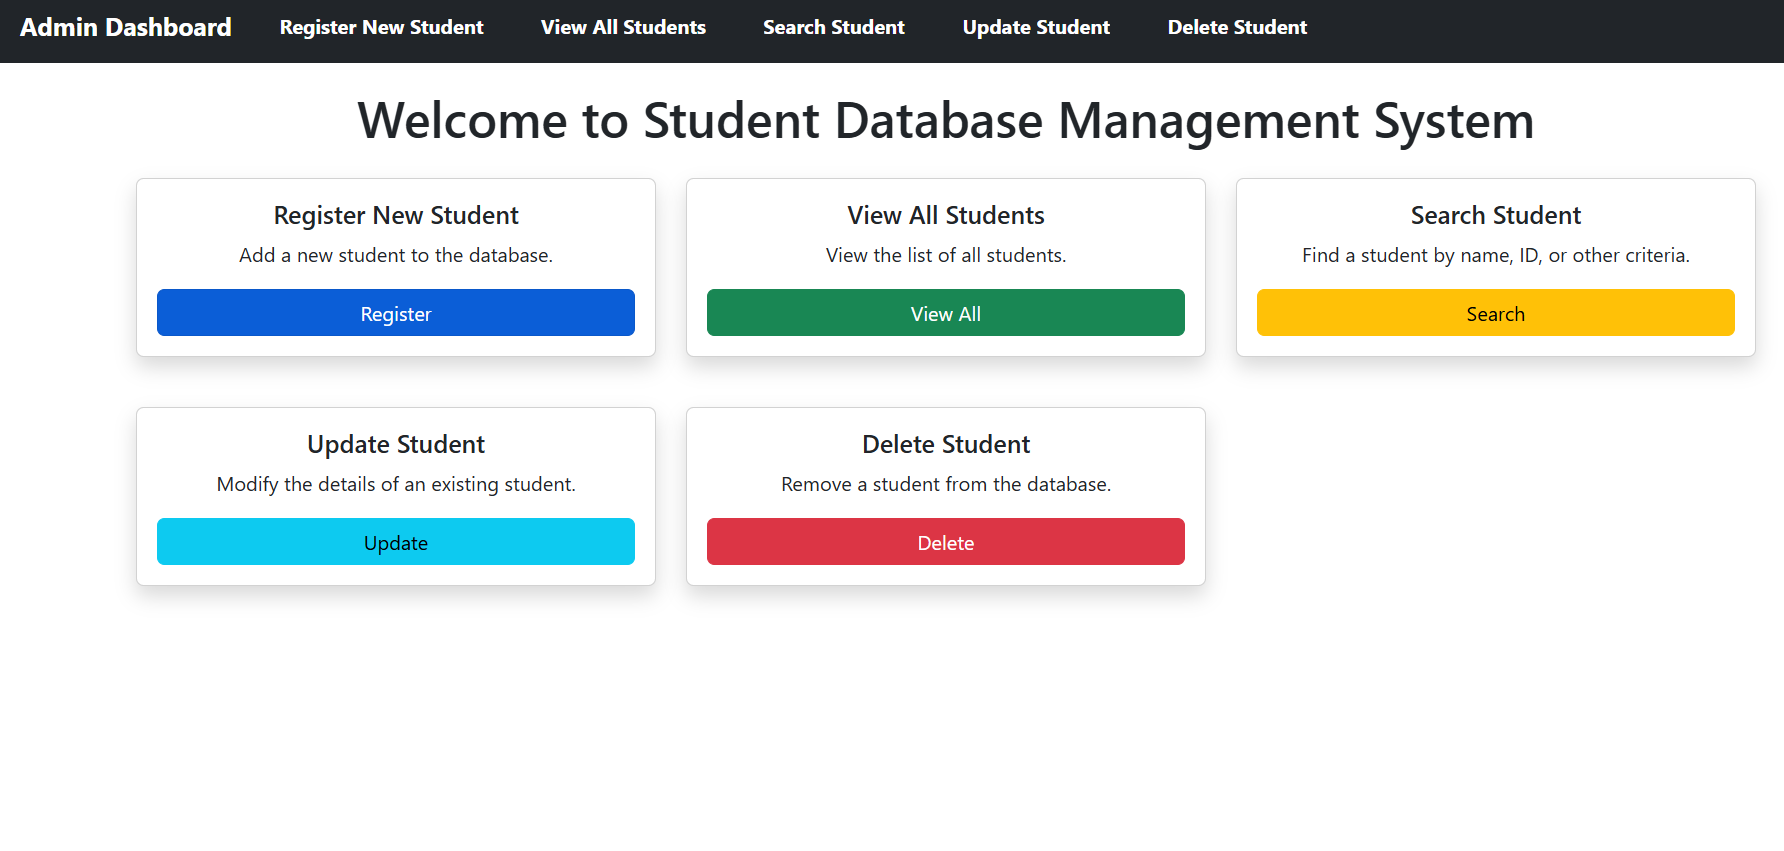 Admin Dashboard Register New Student View All Students Search Student Update Student Delete Student
Welcome to Student Database Management System
Register New Student
Add a new student to the database.
Register
View All Students
View the list of all students.
View All
Search Student
Find a student by name, ID, or other criteria.
Search
Update Student
Modify the details of an existing student.
Update
Delete Student
Remove a student from the database.
Delete